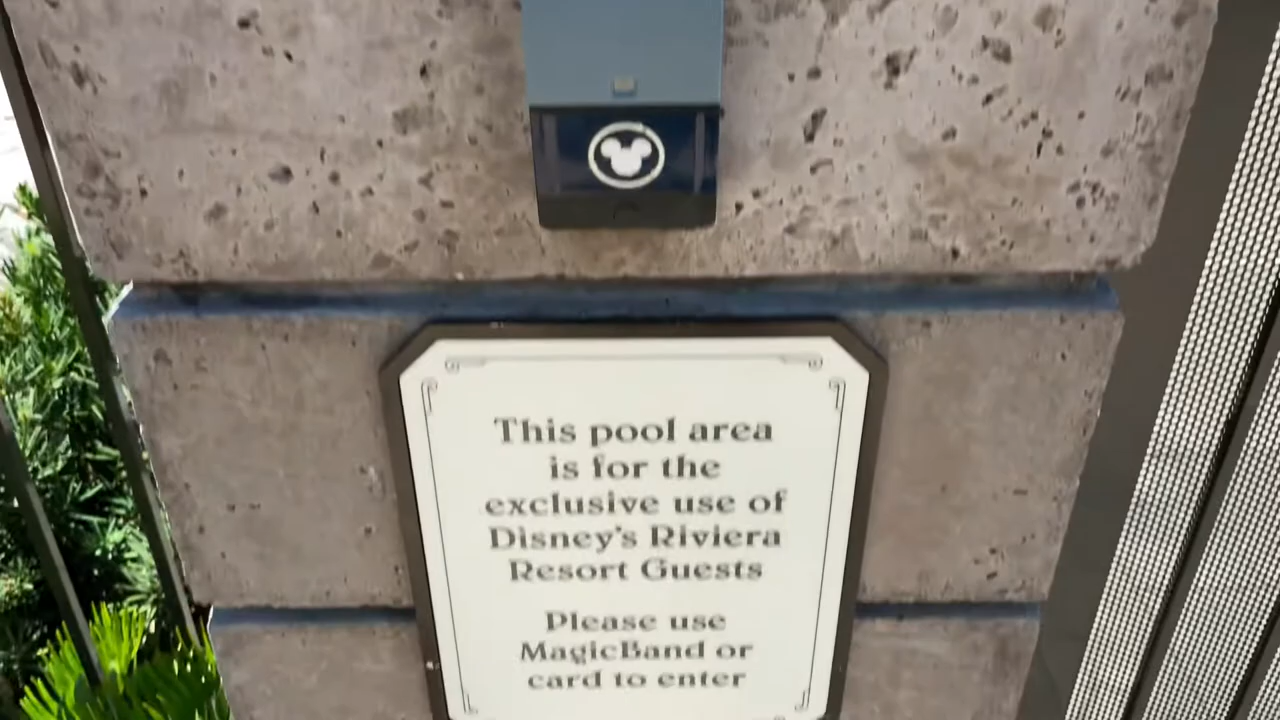 This pool area
is for the
exclusive use of
Disney's Riviera
Resort Guests
Please use
MagicBand or
card to enter